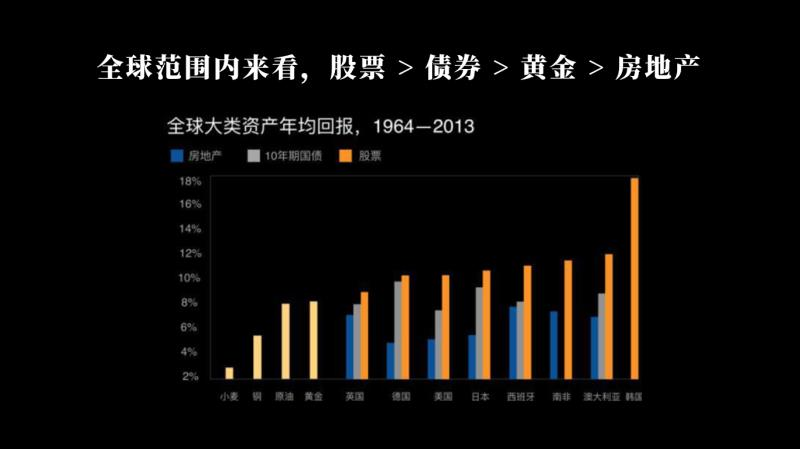 全球范围内来看，股票 > 债券 > 黄金 > 房地产
全球大类资产年均回报，1964—2013
房地产 10年期国债 股票
18%
16%
14%
12%
10%
8%
6%
4%
2%
小麦 铜 原油 黄金 英国 德国 美国 日本 西班牙 南非 澳大利亚 韩国